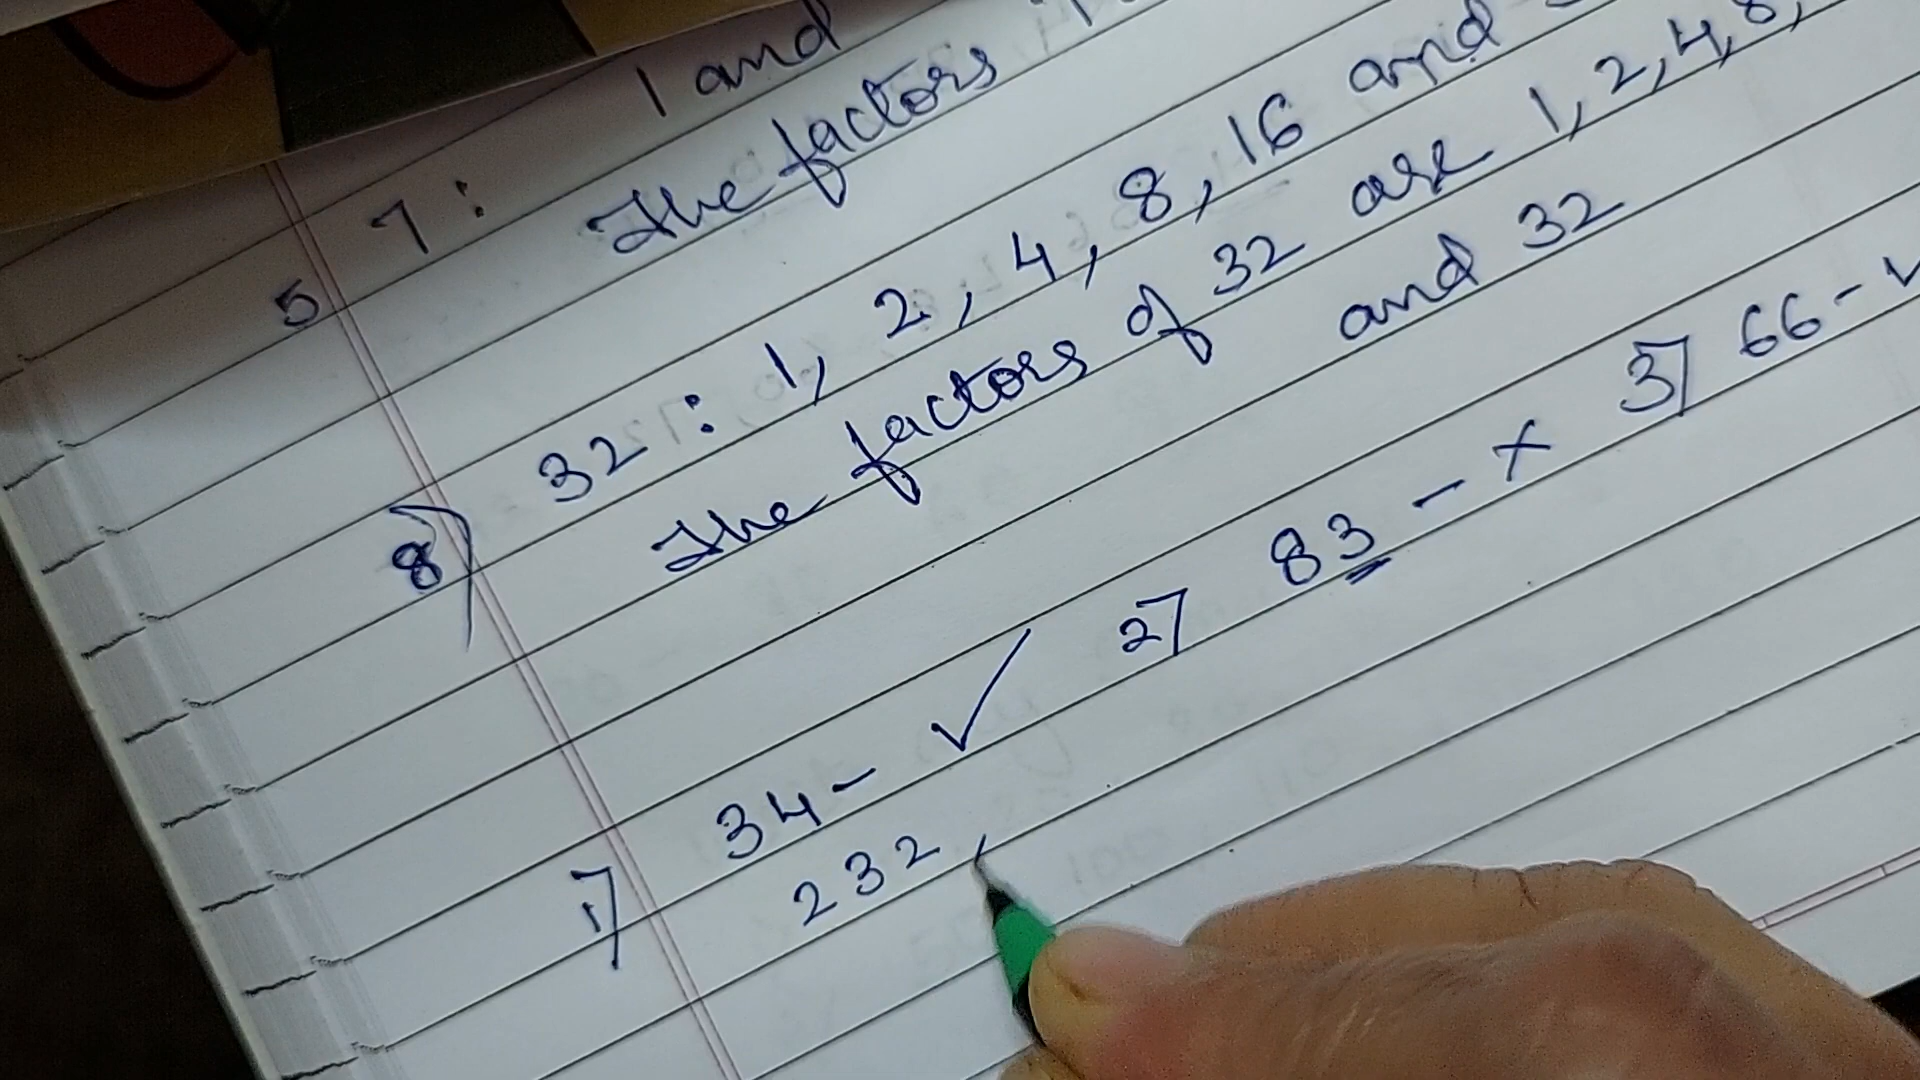 1 and
7: The factors
5
8) 32: 1, 2, 4, 8, 16 and
The factors of 32 are 1, 2, 4, 8,
and 32
1) 34 - ✓ 2) 83 - × 3) 66 -
232,